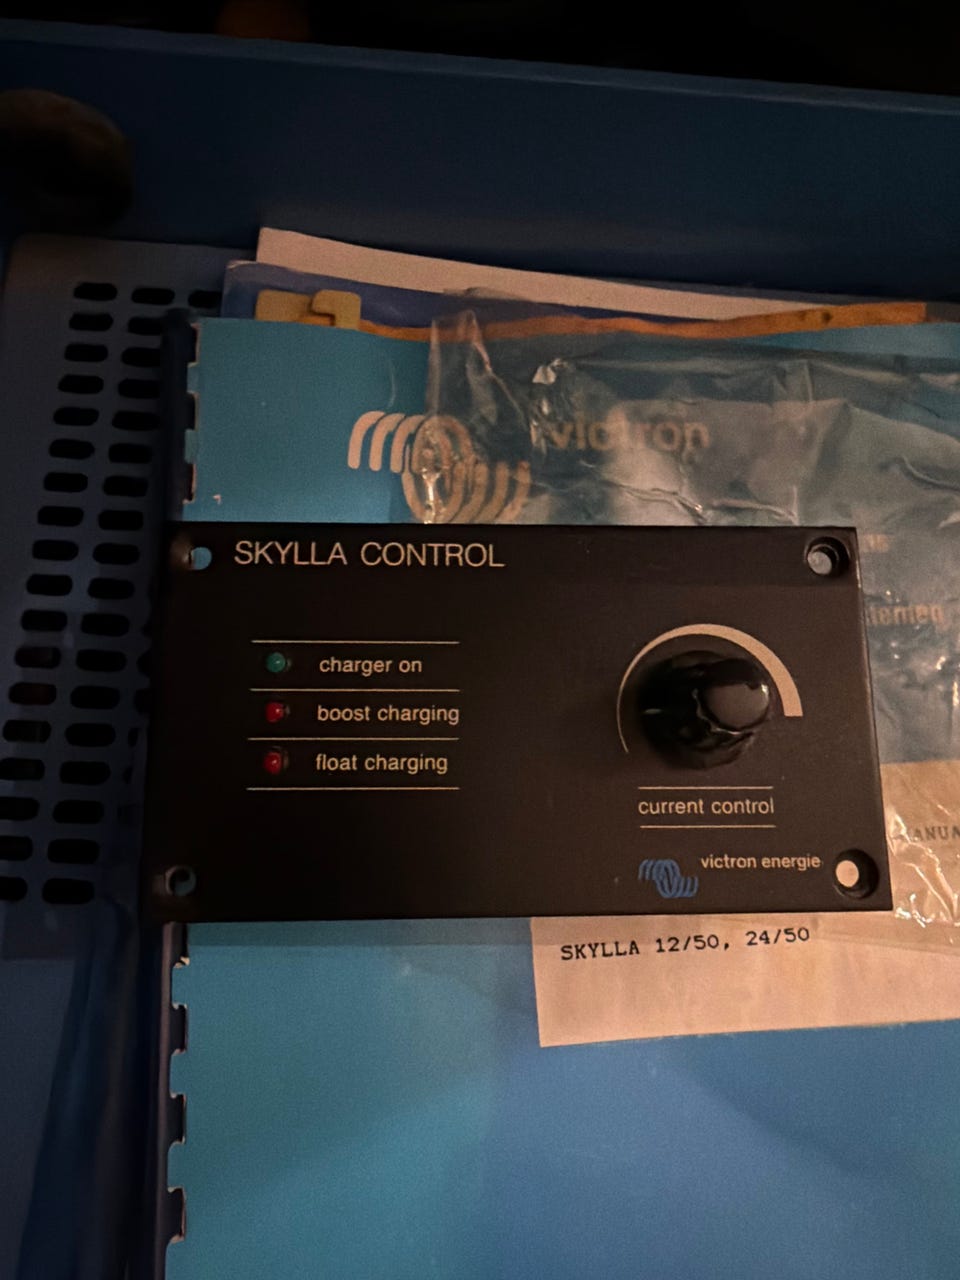 victron
SKYLLA CONTROL
charger on
boost charging
float charging
current control
victron energie
SKYLLA 12/50, 24/50